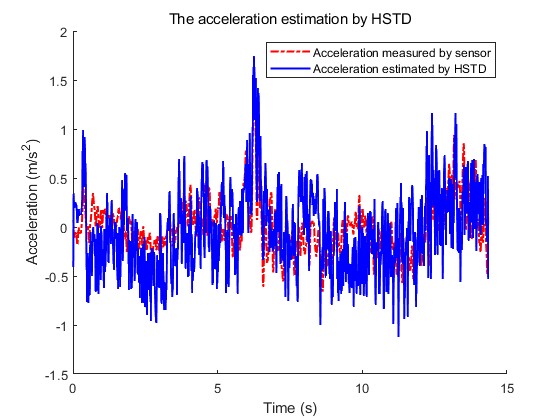 The acceleration estimation by HSTD
Acceleration measured by sensor
Acceleration estimated by HSTD
Acceleration (m/s²)
2
1.5
1
0.5
0
-0.5
-1
-1.5
0 5 10 15
Time (s)